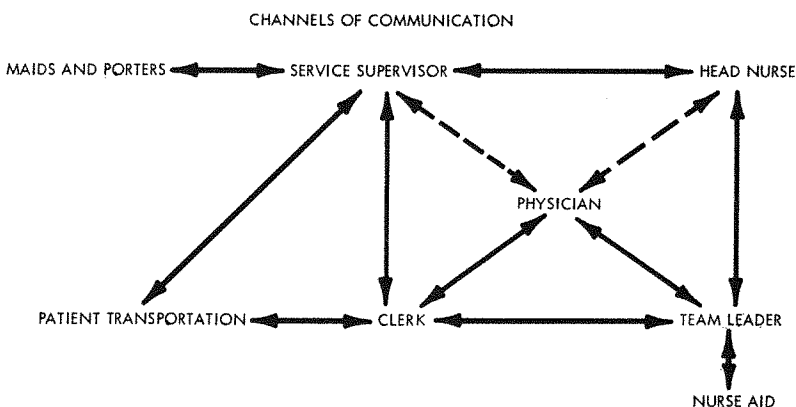 CHANNELS OF COMMUNICATION
MAIDS AND PORTERS SERVICE SUPERVISOR HEAD NURSE
PHYSICIAN
PATIENT TRANSPORTATION CLERK TEAM LEADER
NURSE AID